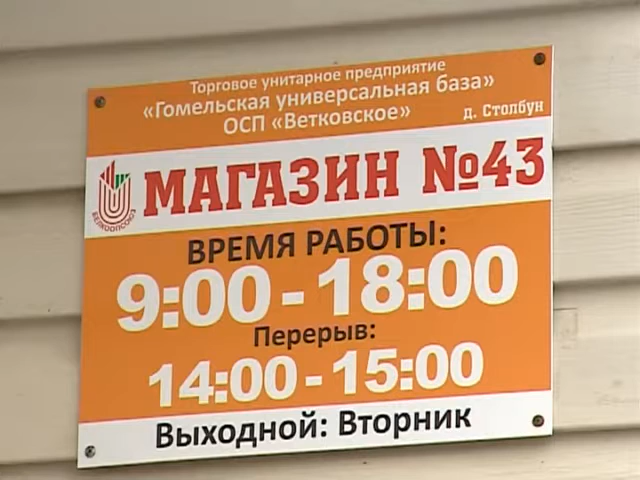 Торговое унитарное предприятие
«Гомельская универсальная база»
ОСП «Ветковское»
д. Столбун
БЕЛКООПСОЮЗ
МАГАЗИН №43
ВРЕМЯ РАБОТЫ:
9:00 - 18:00
Перерыв:
14:00 - 15:00
Выходной: Вторник